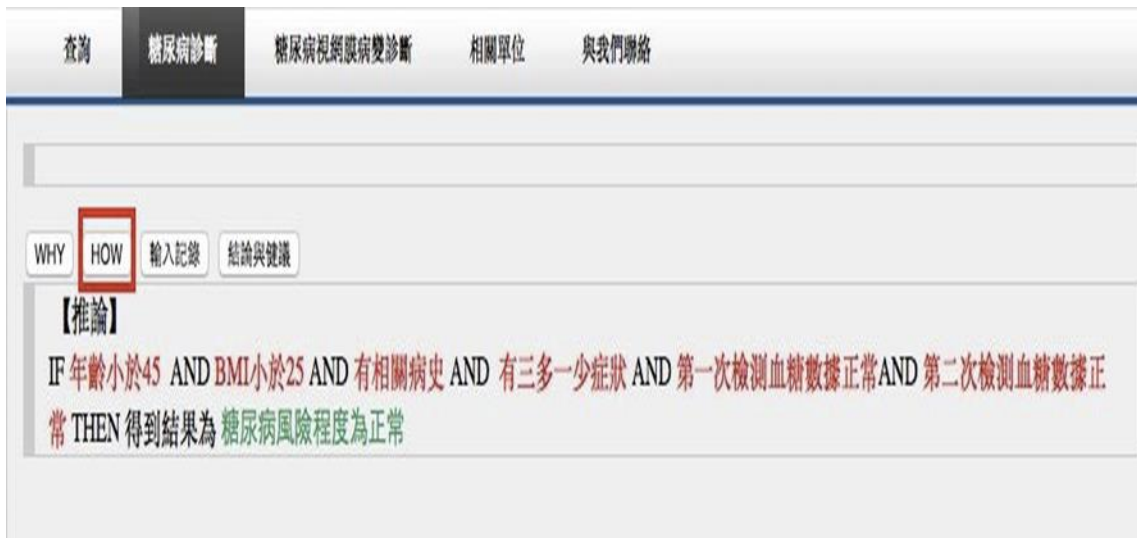 查詢 糖尿病診斷 糖尿病視網膜病變診斷 相關單位 與我們聯絡
WHY HOW 輸入記錄 結論與健議
【推論】
IF 年齡小於45 AND BMI小於25 AND 有相關病史 AND 有三多一少症狀 AND 第一次檢測血糖數據正常AND 第二次檢測血糖數據正
常 THEN 得到結果為 糖尿病風險程度為正常